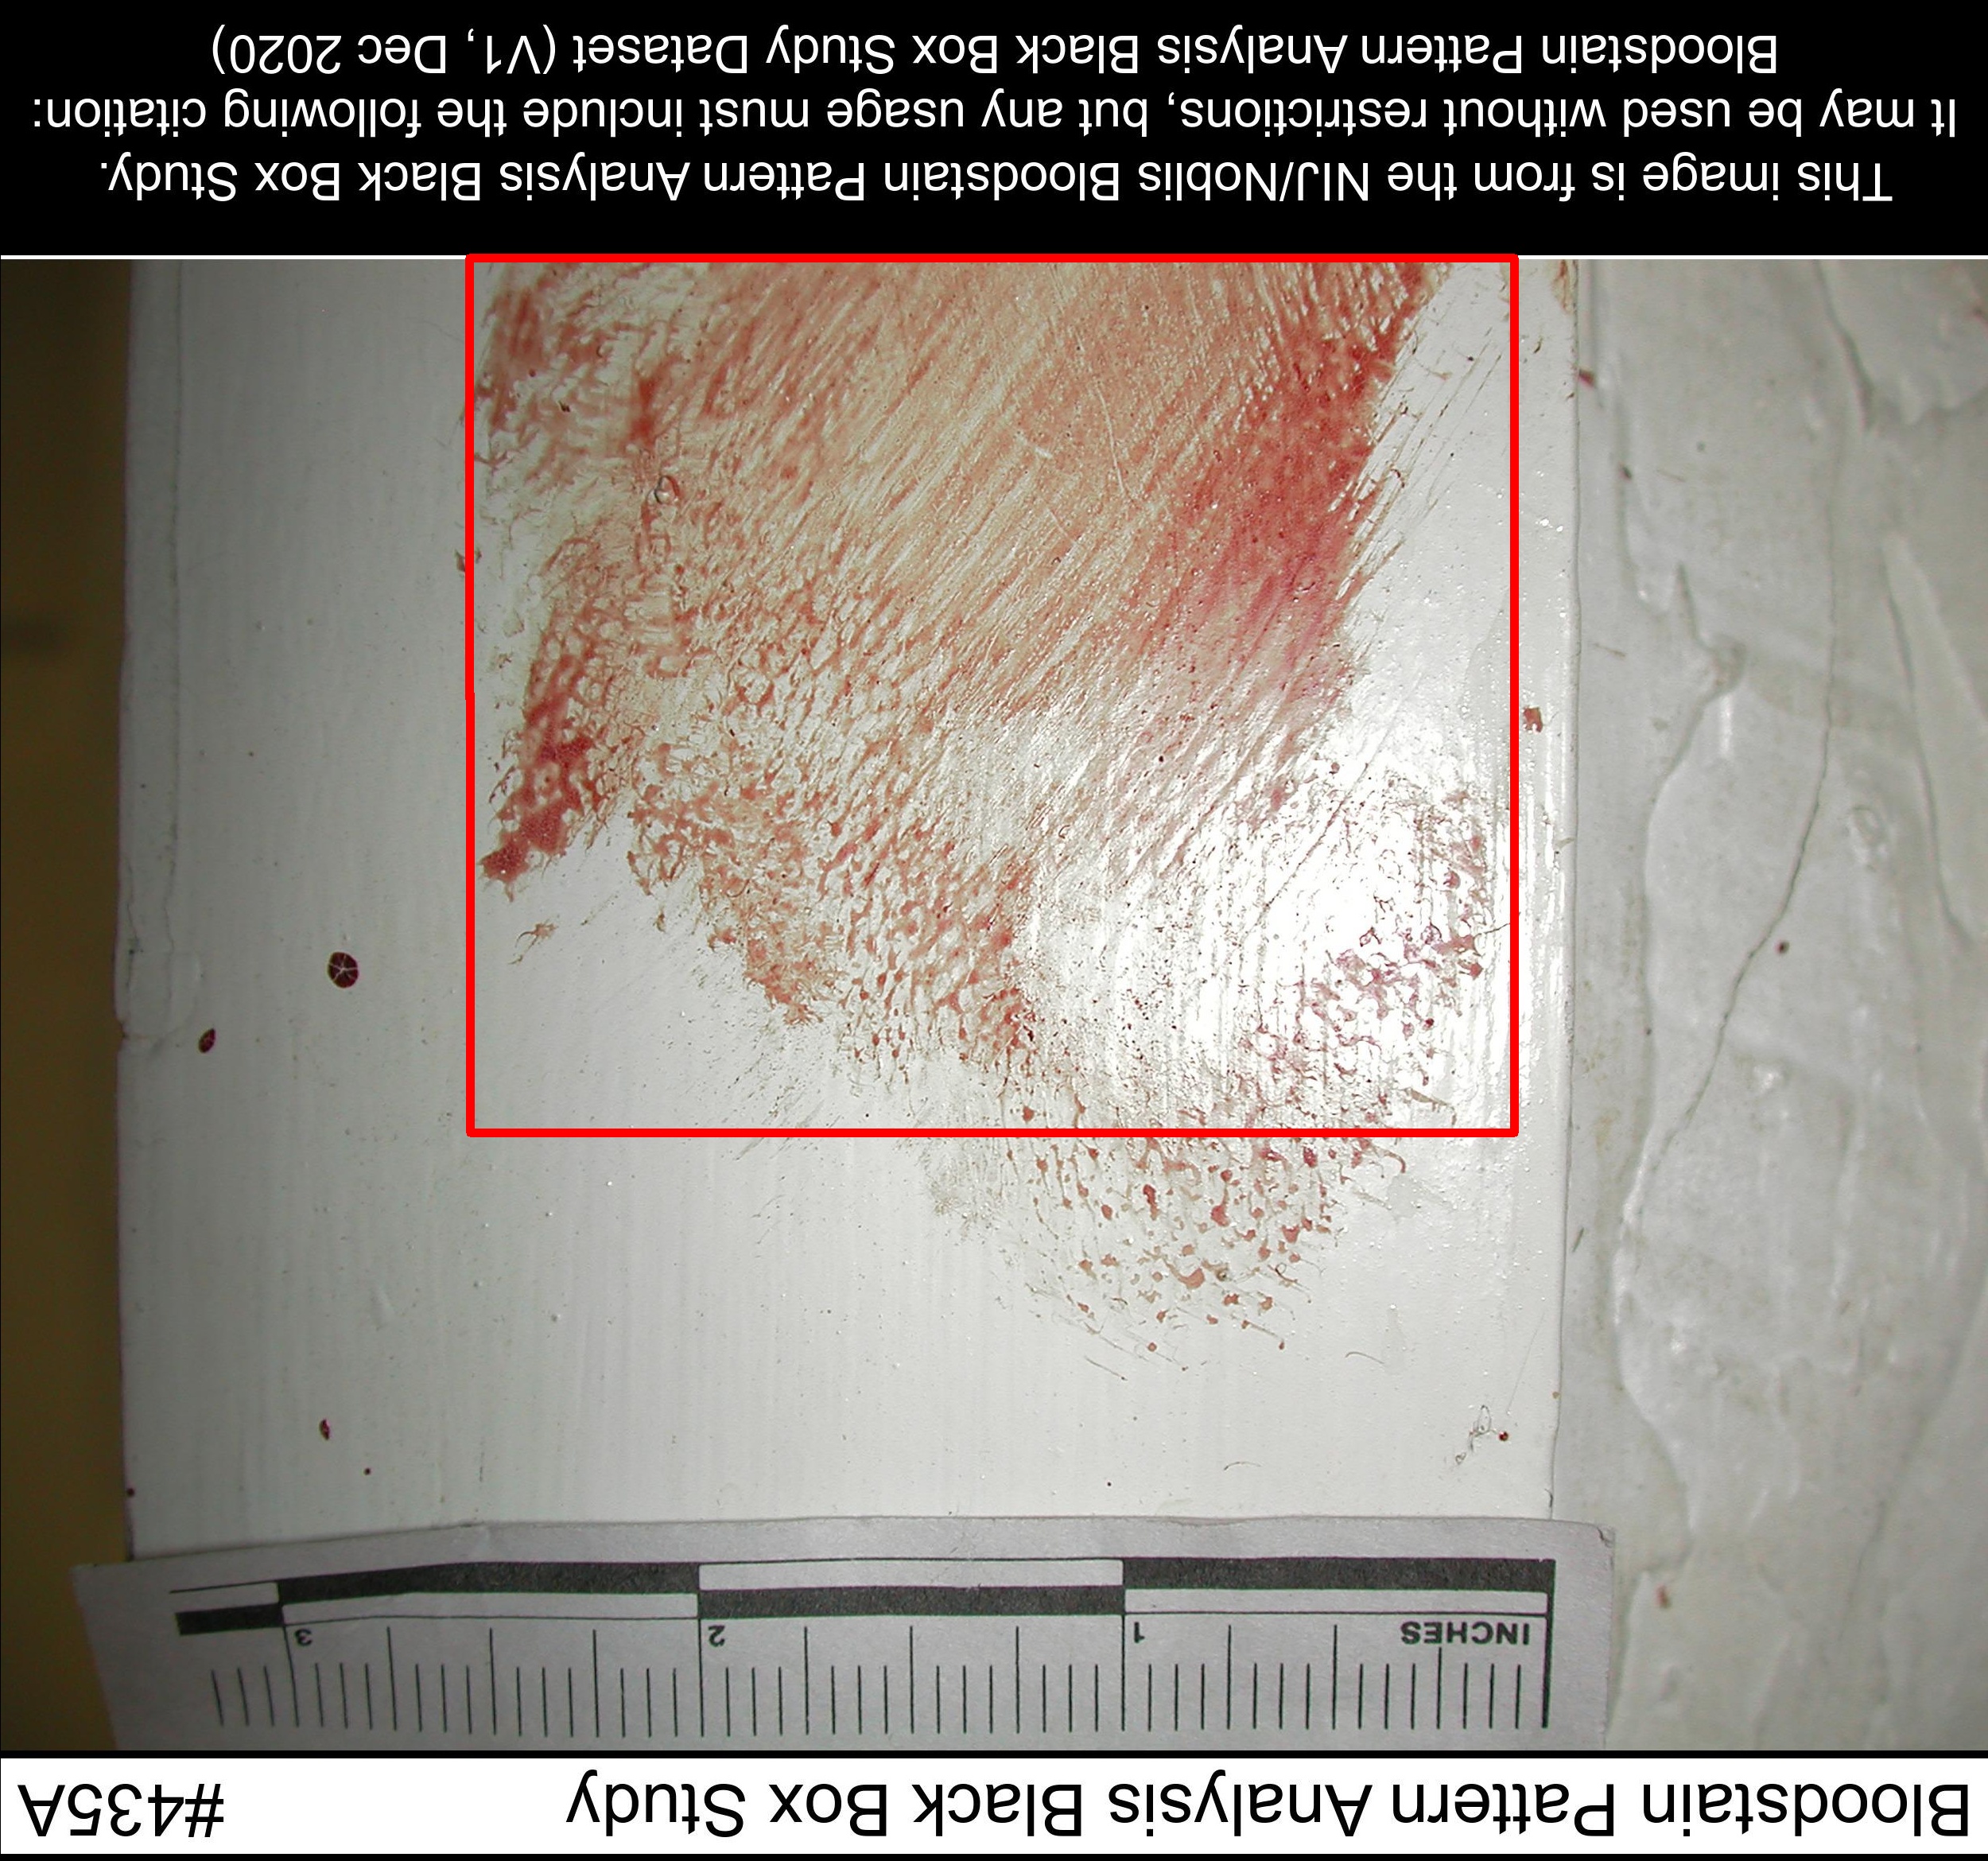 Bloodstain Pattern Analysis Black Box Study #435A
INCHES 1 2 3
This image is from the NIJ/Noblis Bloodstain Pattern Analysis Black Box Study.
It may be used without restrictions, but any usage must include the following citation:
Bloodstain Pattern Analysis Black Box Study Dataset (V1, Dec 2020)